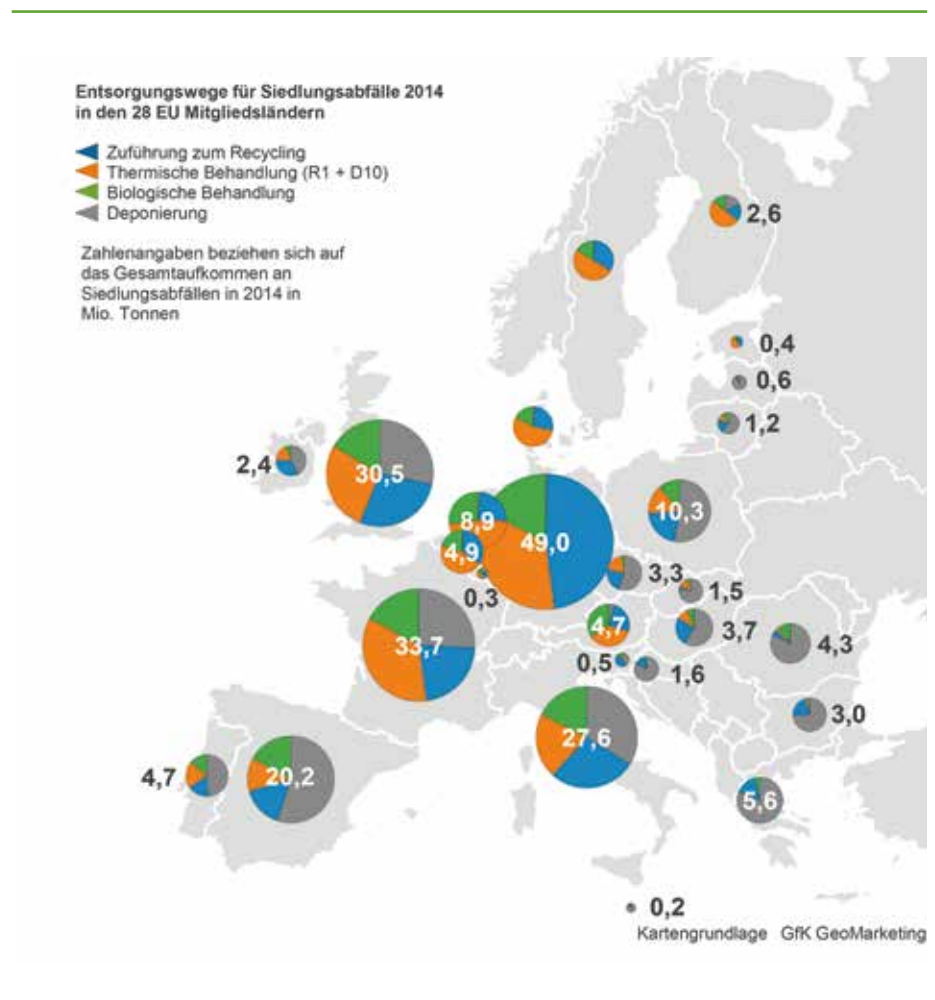 Entsorgungswege für Siedlungsabfälle 2014
in den 28 EU Mitgliedsländern
Zuführung zum Recycling
Thermische Behandlung (R1 + D10)
Biologische Behandlung
Deponierung
Zahlenangaben beziehen sich auf
das Gesamtaufkommen an
Siedlungsabfällen in 2014 in
Mio. Tonnen
2,6
0,4
0,6
1,2
2,4
30,5
8,9
4,9
49,0
10,3
0,3
3,3
1,5
33,7
4,7
3,7
4,3
0,5
1,6
3,0
27,6
4,7
20,2
5,6
0,2
Kartengrundlage GfK GeoMarketing